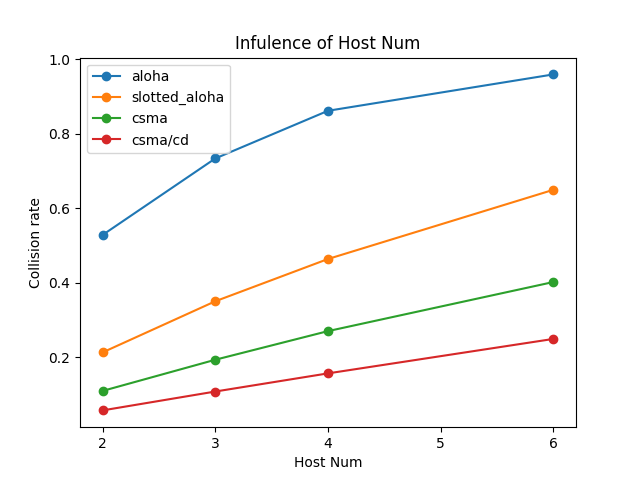 Infulence of Host Num
aloha
slotted_aloha
csma
csma/cd
1.0
0.8
0.6
0.4
0.2
Collision rate
2 3 4 5 6
Host Num